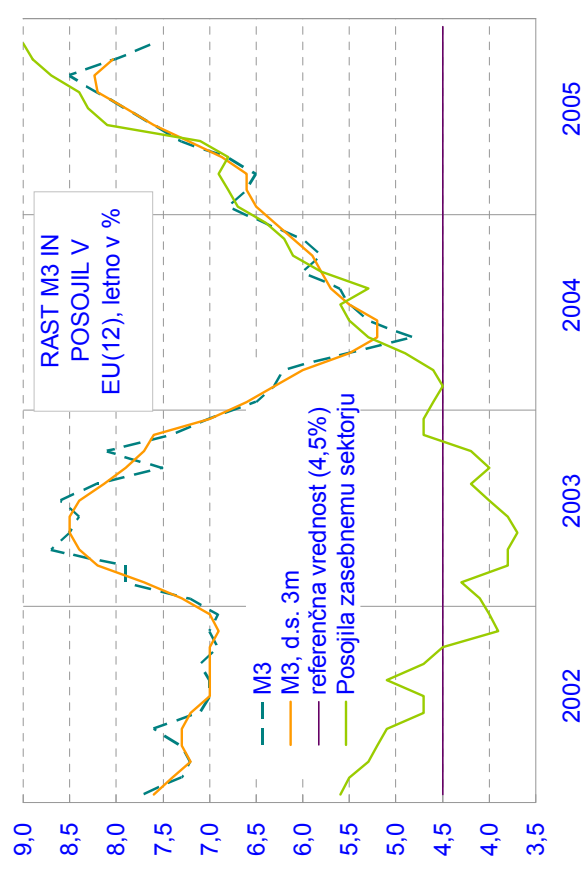 RAST M3 IN
POSOJIL V
EU(12), letno v %
9,0
8,5
8,0
7,5
7,0
6,5
6,0
5,5
5,0
4,5
4,0
3,5
M3
M3, d.s. 3m
referenčna vrednost (4,5%)
Posojila zasebnemu sektorju
2002
2003
2004
2005